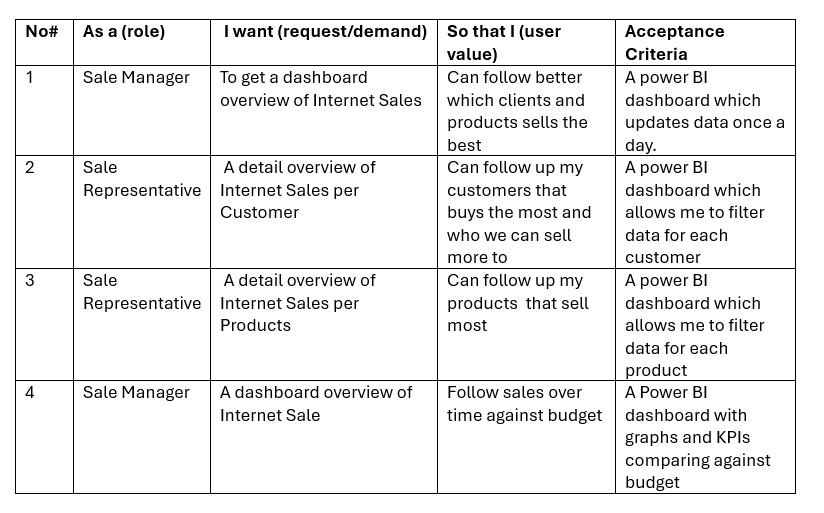 No# As a (role) I want (request/demand) So that I (user value) Acceptance Criteria
1 Sale Manager To get a dashboard overview of Internet Sales Can follow better which clients and products sells the best A power BI dashboard which updates data once a day.
2 Sale Representative A detail overview of Internet Sales per Customer Can follow up my customers that buys the most and who we can sell more to A power BI dashboard which allows me to filter data for each customer
3 Sale Representative A detail overview of Internet Sales per Products Can follow up my products that sell most A power BI dashboard which allows me to filter data for each product
4 Sale Manager A dashboard overview of Internet Sale Follow sales over time against budget A Power BI dashboard with graphs and KPIs comparing against budget